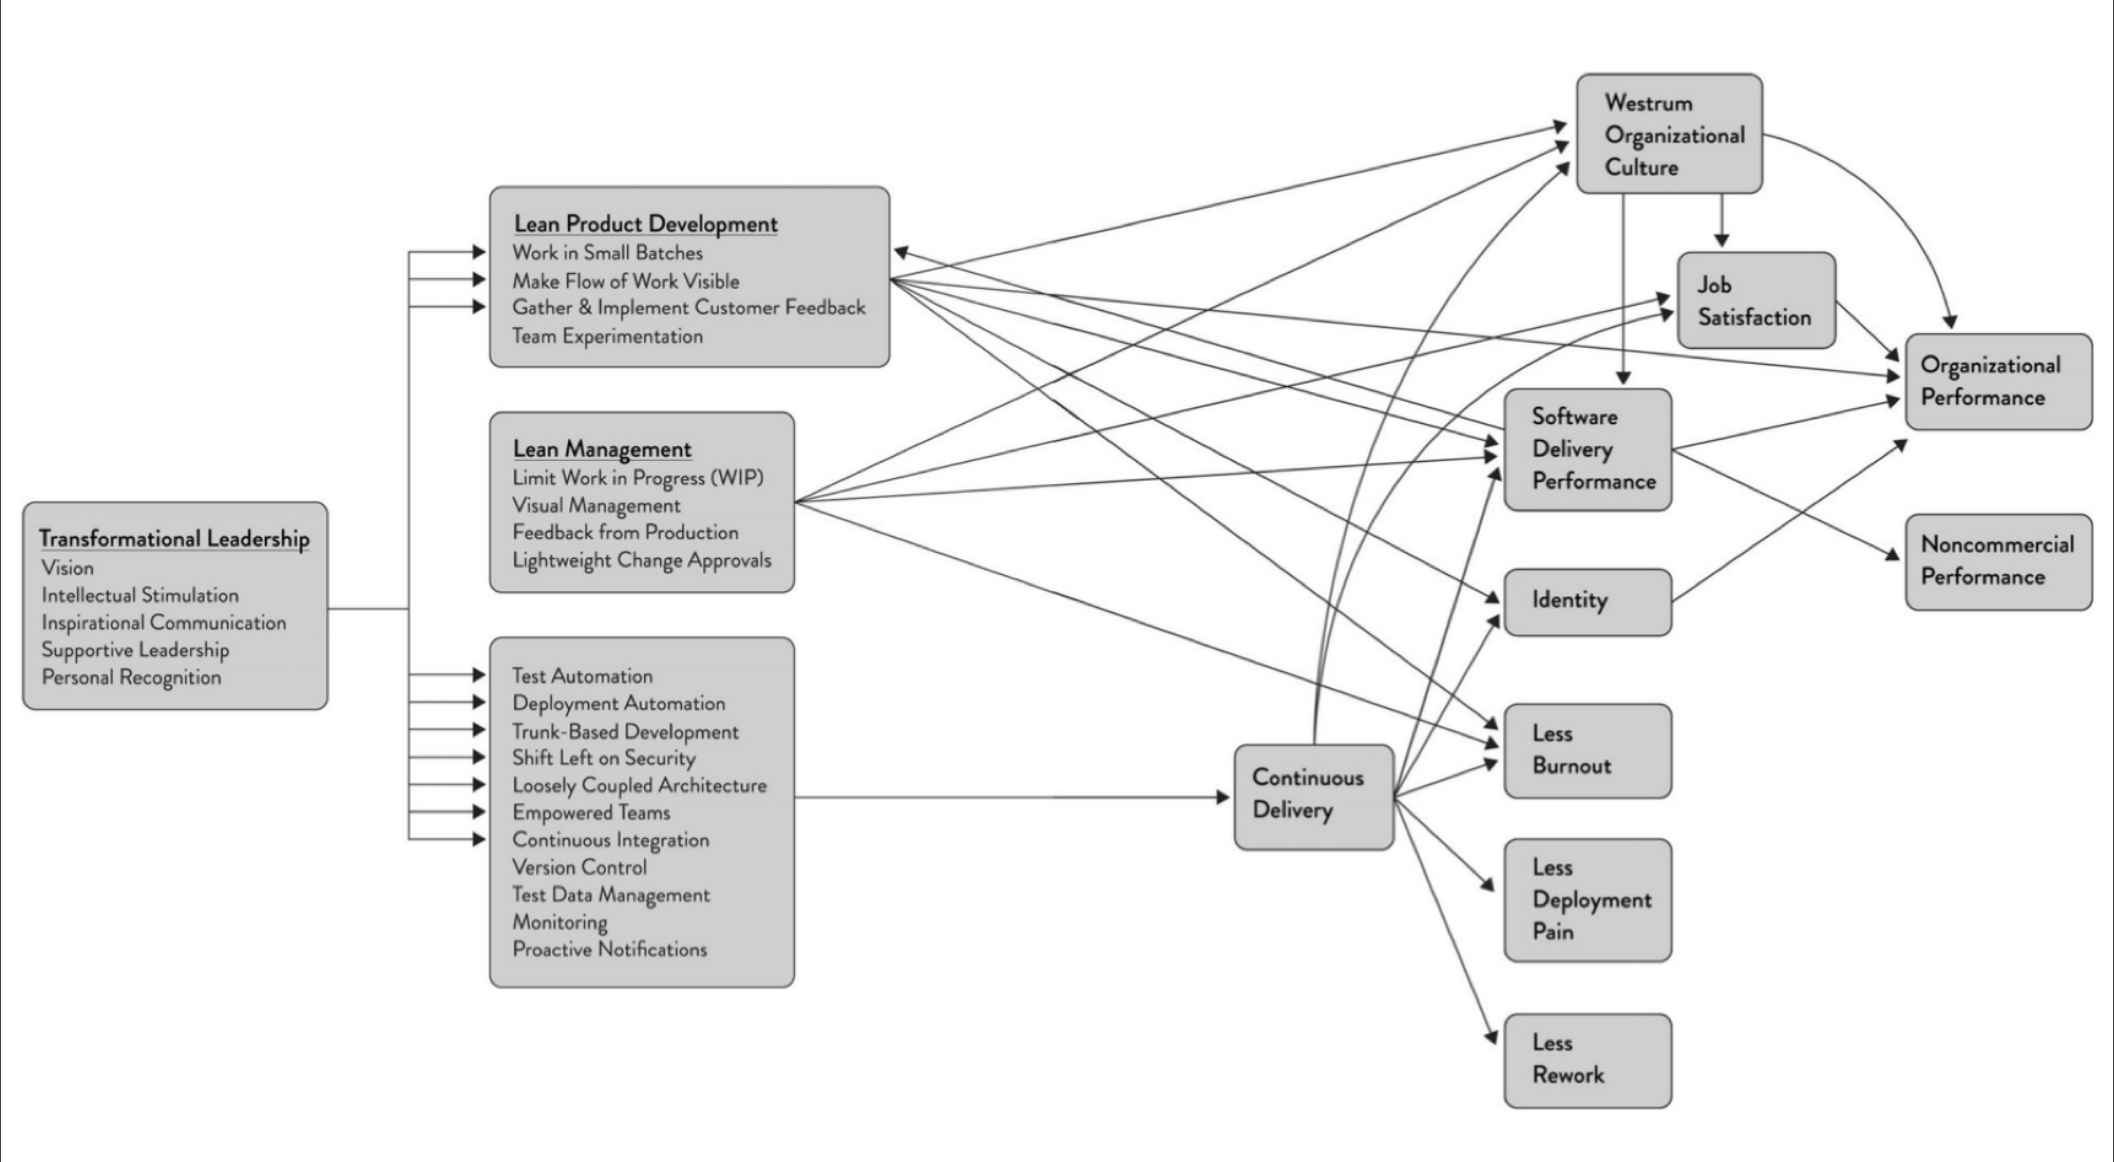 Transformational Leadership
Vision
Intellectual Stimulation
Inspirational Communication
Supportive Leadership
Personal Recognition
Lean Product Development
Work in Small Batches
Make Flow of Work Visible
Gather & Implement Customer Feedback
Team Experimentation
Lean Management
Limit Work in Progress (WIP)
Visual Management
Feedback from Production
Lightweight Change Approvals
Test Automation
Deployment Automation
Trunk-Based Development
Shift Left on Security
Loosely Coupled Architecture
Empowered Teams
Continuous Integration
Version Control
Test Data Management
Monitoring
Proactive Notifications
Continuous
Delivery
Westrum
Organizational
Culture
Job
Satisfaction
Software
Delivery
Performance
Identity
Less
Burnout
Less
Deployment
Pain
Less
Rework
Organizational
Performance
Noncommercial
Performance